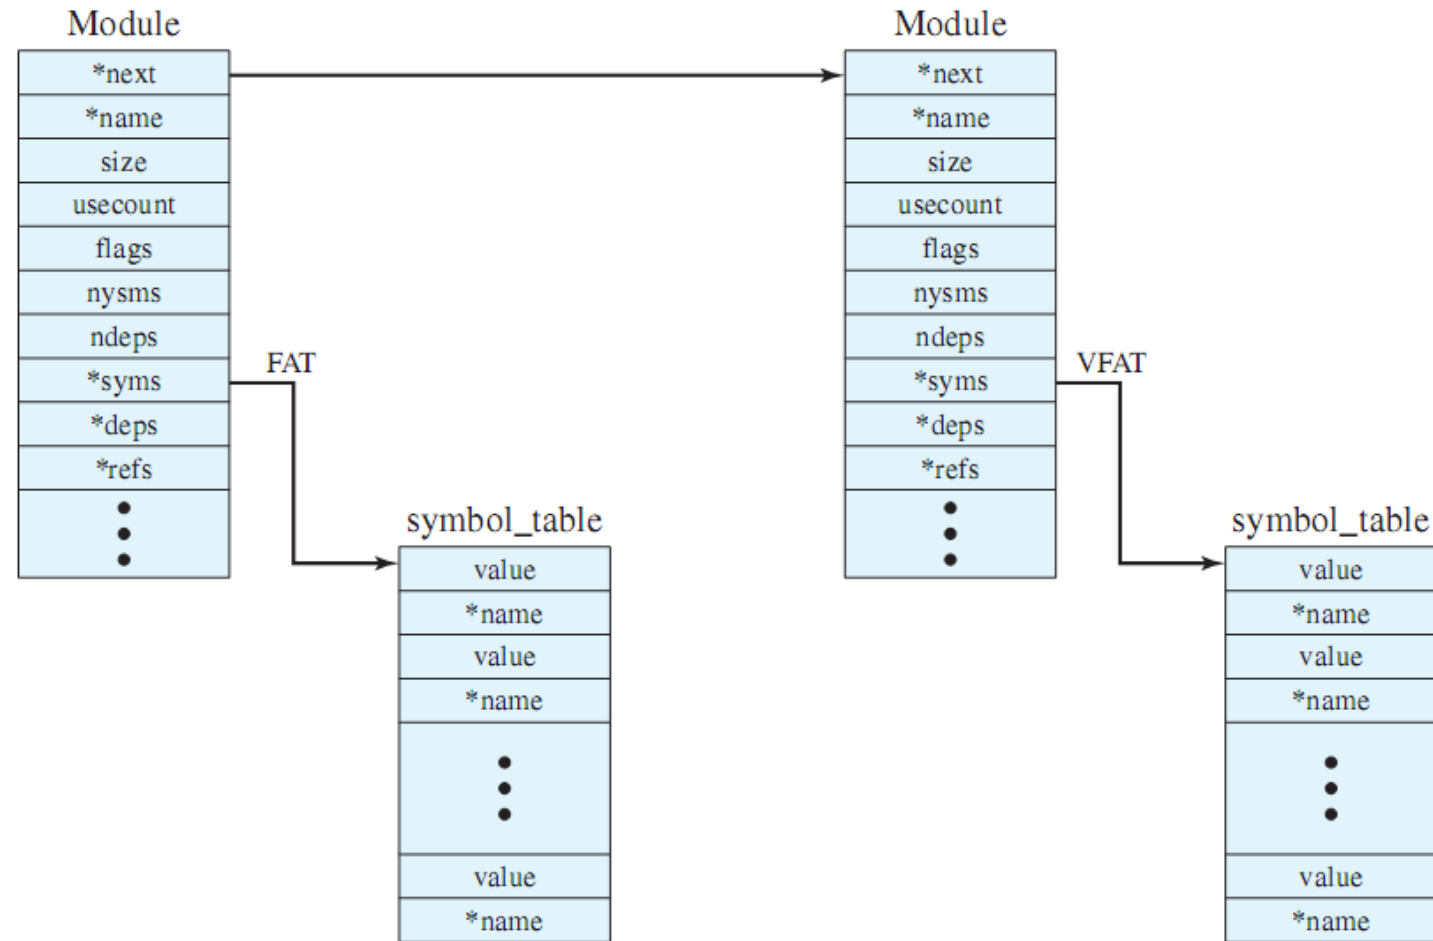 Module
*next
*name
size
usecount
flags
nysms
ndeps
*syms
*deps
*refs
FAT
symbol_table
value
*name
value
*name
value
*name
Module
*next
*name
size
usecount
flags
nysms
ndeps
*syms
*deps
*refs
VFAT
symbol_table
value
*name
value
*name
value
*name